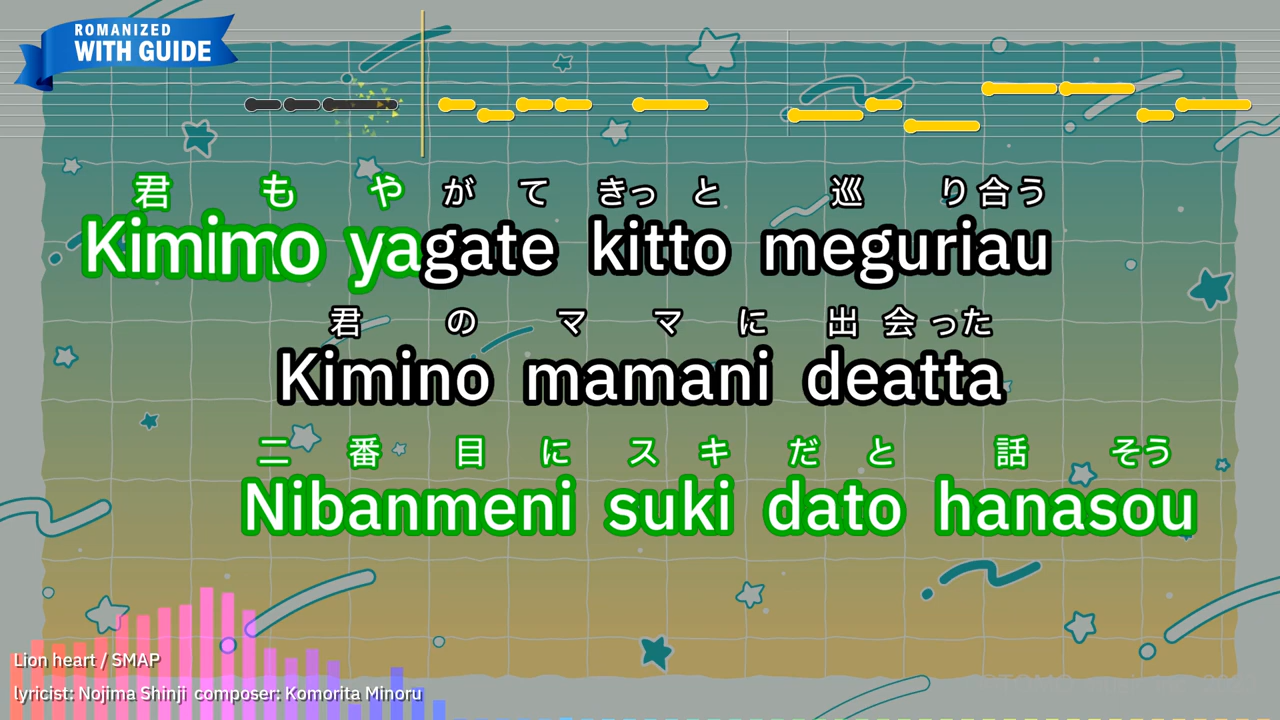 ROMANIZED
WITH GUIDE
君もやがてきっと巡り合う
Kimimo yagate kitto meguriau
君のママに出会った
Kimino mamani deatta
二番目にスキだと話そう
Nibanmeni suki dato hanasou
Lion heart / SMAP
lyricist: Nojima Shinji composer: Komorita Minoru